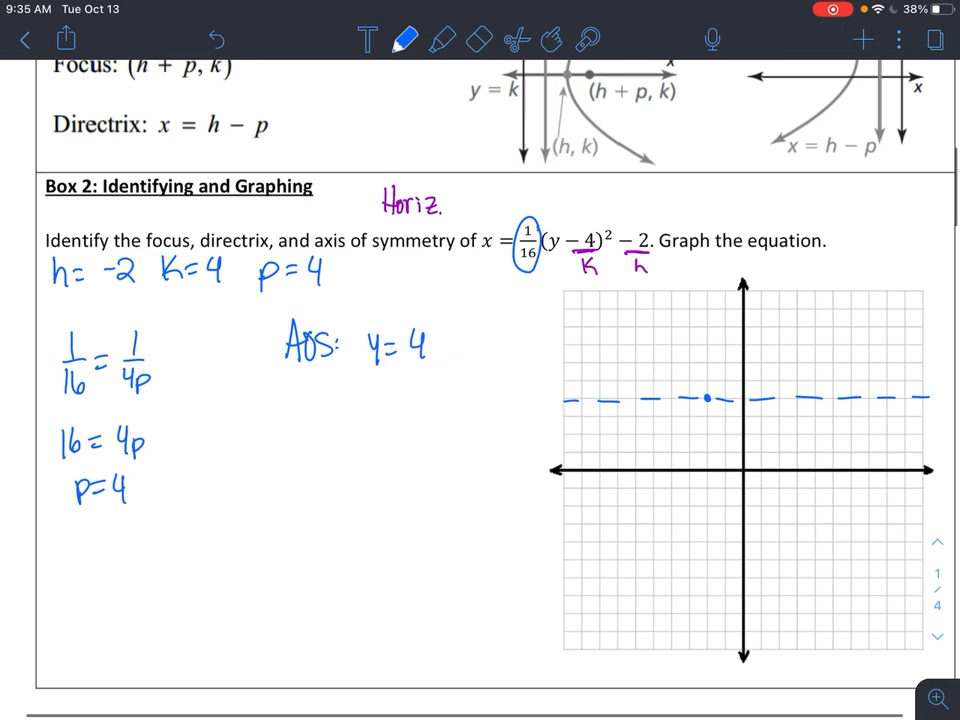 9:35 AM Tue Oct 13
38%
T
Focus: (h + p, k)
Directrix: x = h − p
x
y = k
(h + p, k)
(h, k)
x
x = h − p
Box 2: Identifying and Graphing
Horiz.
Identify the focus, directrix, and axis of symmetry of x = 1/16 (y − 4)² − 2. Graph the equation.
K h
h = -2 K = 4 p = 4
1/16 = 1/4p
AOS: y = 4
16 = 4p
p = 4
1
/
4